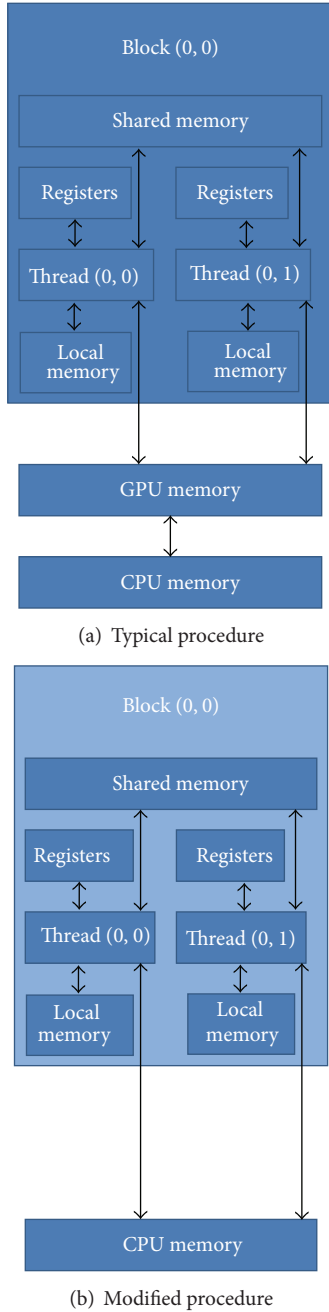 Block (0, 0)
Shared memory
Registers
Registers
Thread (0, 0)
Thread (0, 1)
Local
memory
Local
memory
GPU memory
CPU memory
(a) Typical procedure
Block (0, 0)
Shared memory
Registers
Registers
Thread (0, 0)
Thread (0, 1)
Local
memory
Local
memory
CPU memory
(b) Modified procedure